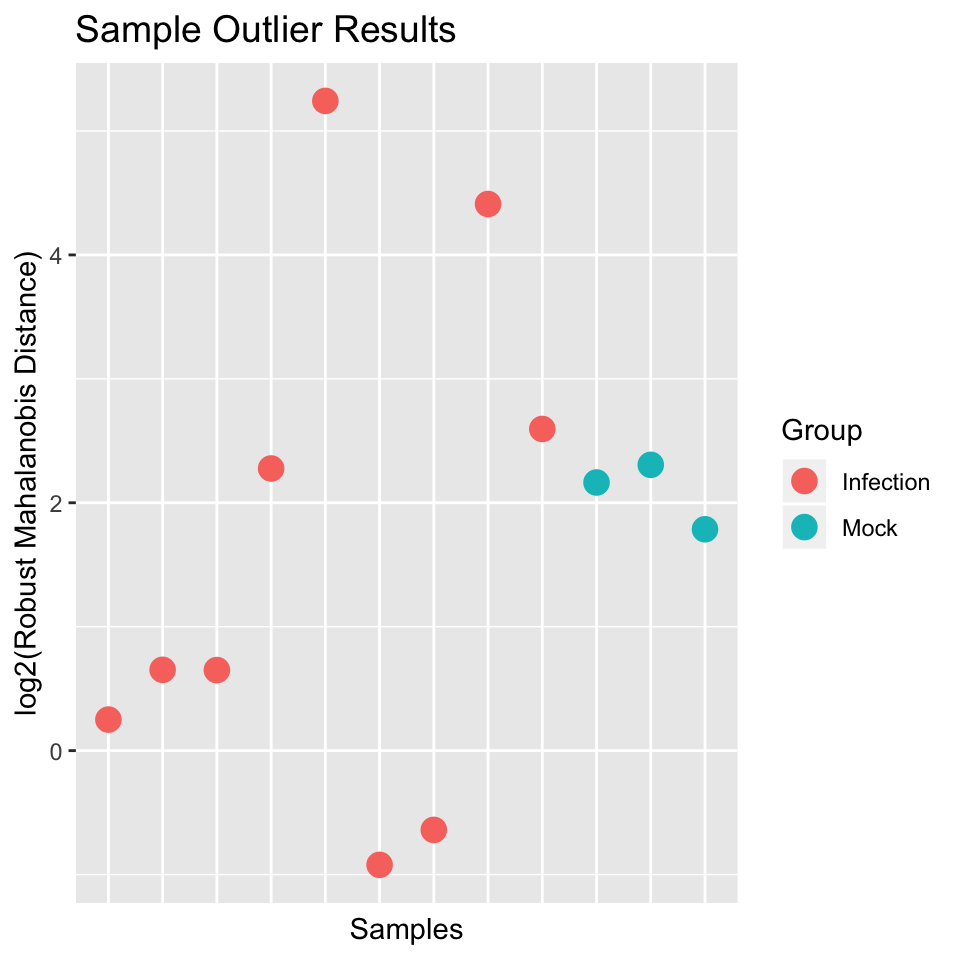 Sample Outlier Results
log2(Robust Mahalanobis Distance)
4
2
0
Samples
Group
Infection
Mock